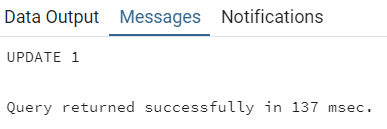 Data Output Messages Notifications
UPDATE 1
Query returned successfully in 137 msec.